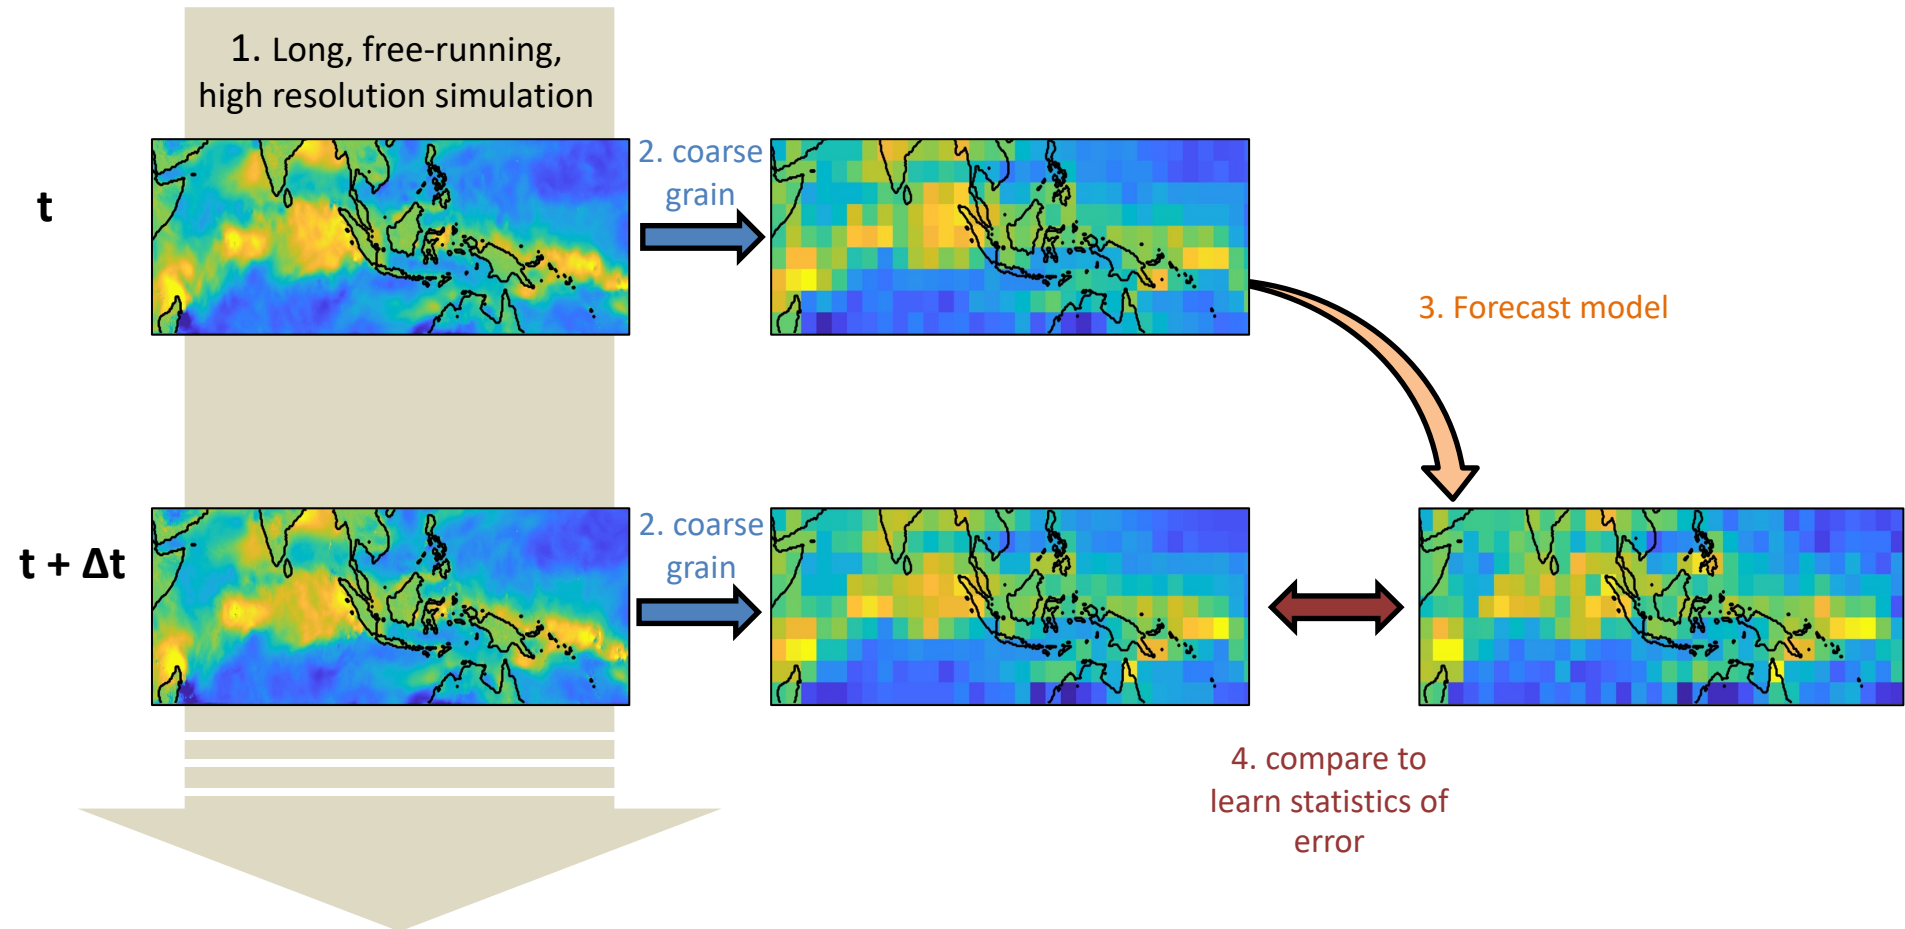 1. Long, free-running,
high resolution simulation
t
2. coarse
grain
3. Forecast model
t + Δt
2. coarse
grain
4. compare to
learn statistics of
error